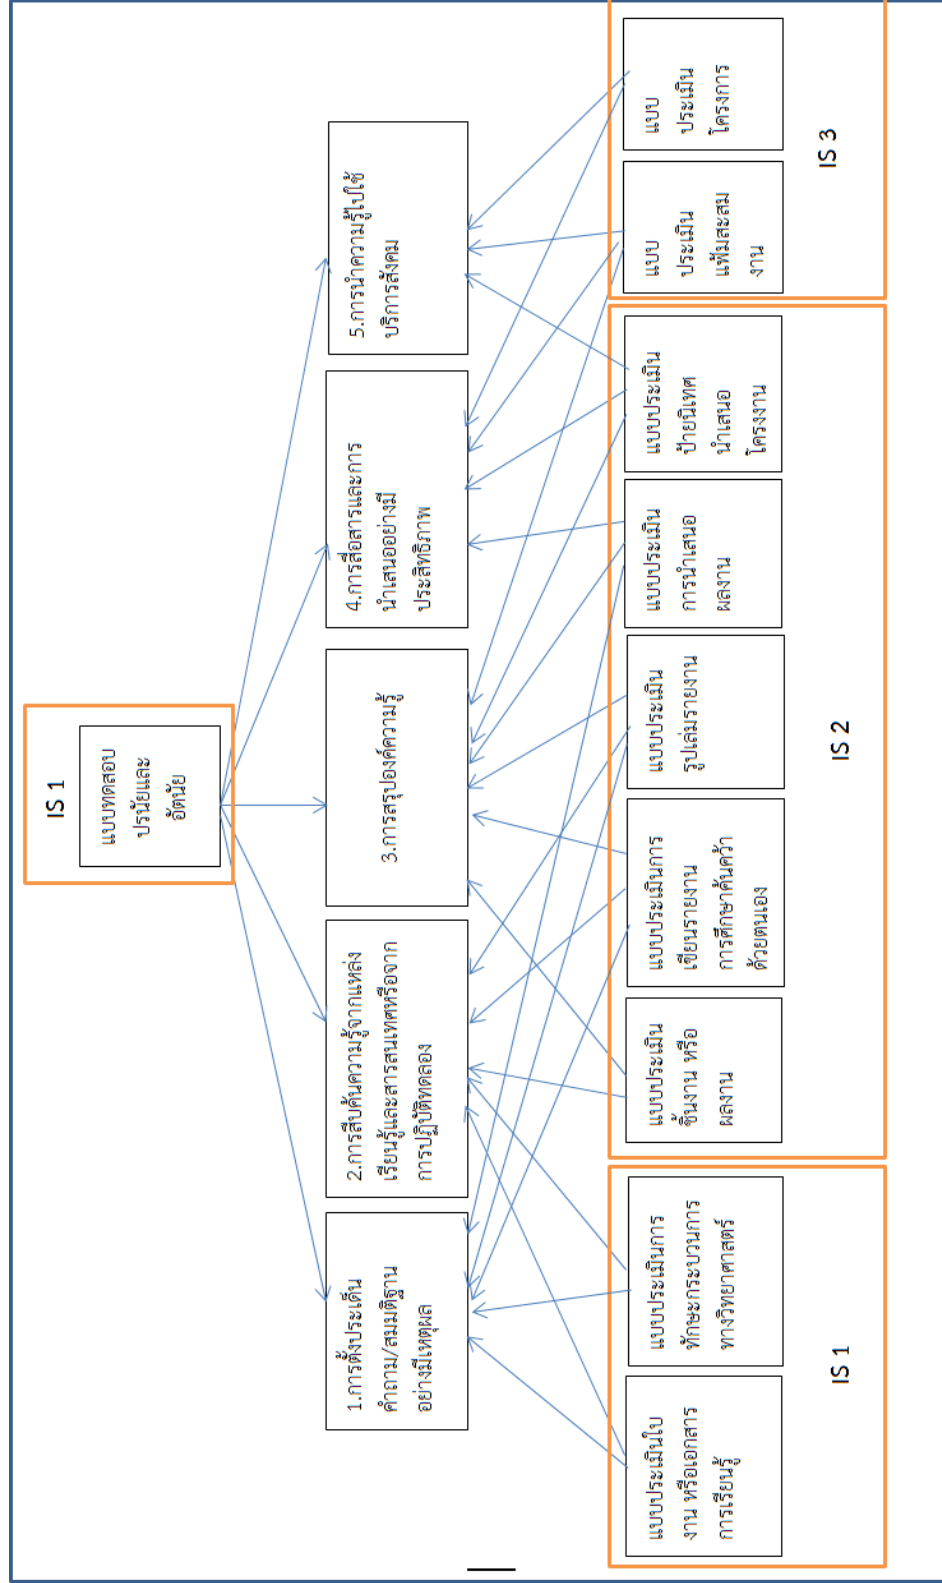 IS 1
แบบทดสอบ
ปรนัยและ
อัตนัย
1.การตั้งประเด็น
คำถาม/สมมติฐาน
อย่างมีเหตุผล
2.การสืบค้นความรู้จากแหล่ง
เรียนรู้และสารสนเทศหรือจาก
การปฏิบัติทดลอง
3.การสรุปองค์ความรู้
4.การสื่อสารและการ
นำเสนออย่างมี
ประสิทธิภาพ
5.การนำความรู้ไปใช้
บริการสังคม
แบบประเมินใบ
งาน หรือเอกสาร
การเรียนรู้
แบบประเมินการ
ทักษะกระบวนการ
ทางวิทยาศาสตร์
IS 1
แบบประเมิน
ชิ้นงาน หรือ
ผลงาน
แบบประเมินการ
เขียนรายงาน
การศึกษาค้นคว้า
ด้วยตนเอง
แบบประเมิน
รูปเล่มรายงาน
แบบประเมิน
การนำเสนอ
ผลงาน
แบบประเมิน
ป้ายนิเทศ
นำเสนอ
โครงงาน
IS 2
แบบ
ประเมิน
แฟ้มสะสม
งาน
แบบ
ประเมิน
โครงการ
IS 3